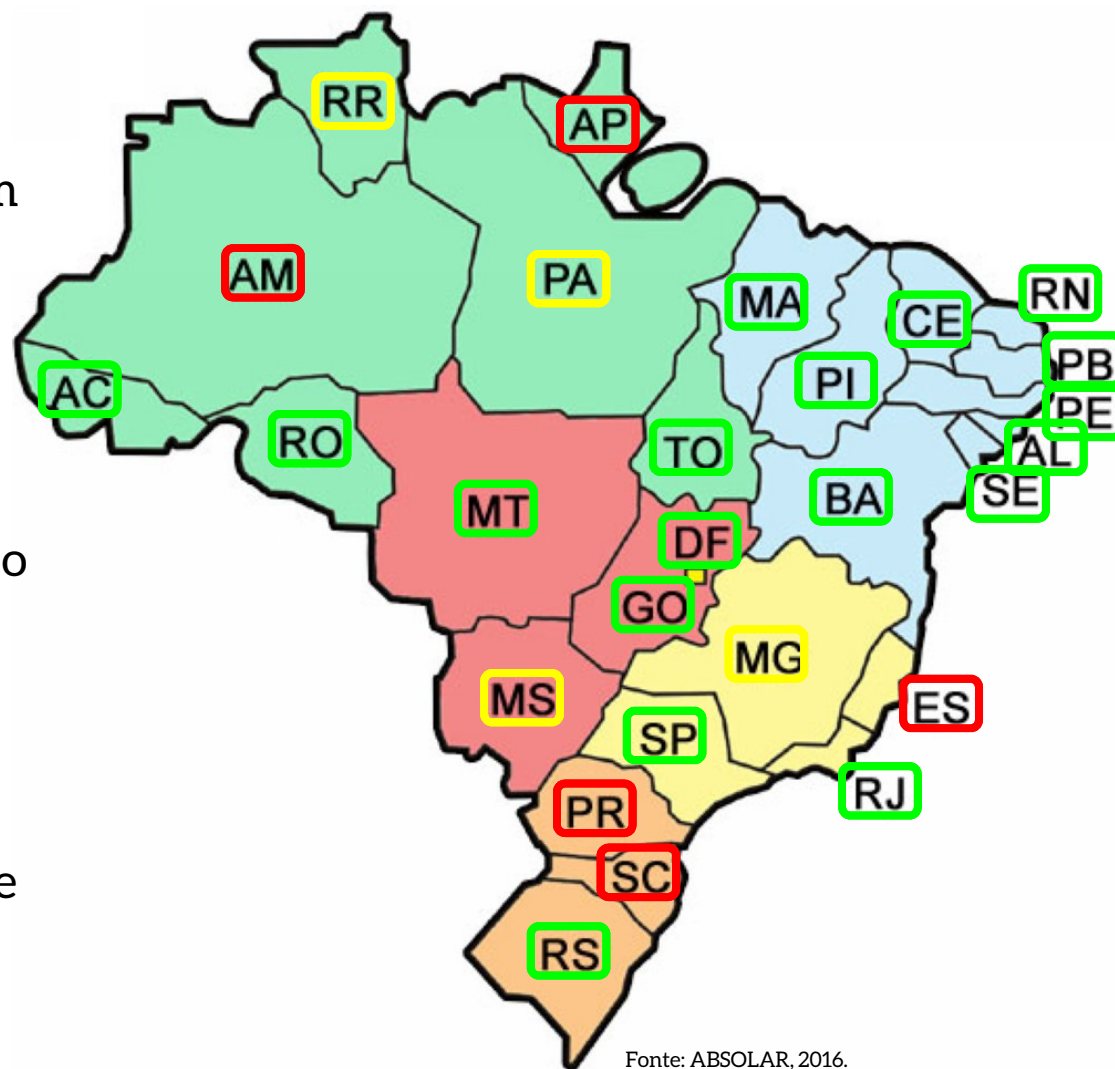 RR
AP
AM
PA
MA
CE
RN
PB
PI
PE
AC
RO
TO
AL
SE
BA
MT
DF
GO
MG
MS
ES
SP
RJ
PR
SC
RS
o
e
Fonte: ABSOLAR, 2016.